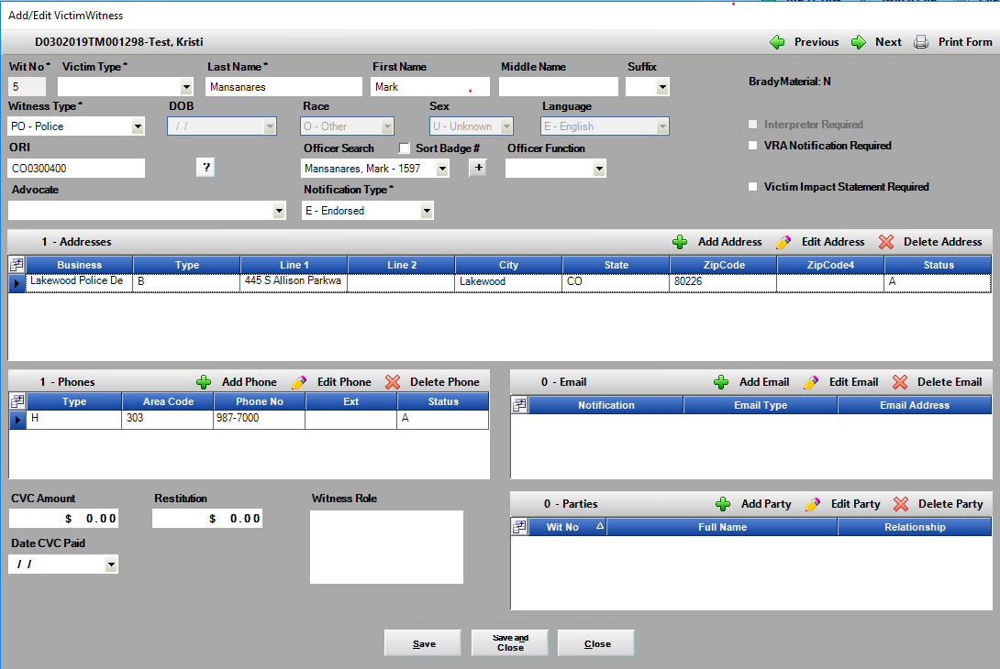 Add/Edit VictimWitness
D0302019TM001298-Test, Kristi Previous Next Print Form
Wit No * Victim Type * Last Name * First Name Middle Name Suffix
5 Mansanares Mark
BradyMaterial: N
Witness Type * DOB Race Sex Language
PO - Police / / O - Other U - Unknown E - English
Interpreter Required
ORI Officer Search Sort Badge # Officer Function
VRA Notification Required
CO0300400 ? Mansanares, Mark - 1597 +
Advocate Notification Type *
Victim Impact Statement Required
E - Endorsed
1 - Addresses Add Address Edit Address Delete Address
Business Type Line 1 Line 2 City State ZipCode ZipCode4 Status
Lakewood Police De B 445 S Allison Parkwa Lakewood CO 80226 A
1 - Phones Add Phone Edit Phone Delete Phone
Type Area Code Phone No Ext Status
H 303 987-7000 A
0 - Email Add Email Edit Email Delete Email
Notification Email Type Email Address
CVC Amount Restitution Witness Role
$ 0.00 $ 0.00
Date CVC Paid
/ /
0 - Parties Add Party Edit Party Delete Party
Wit No Full Name Relationship
Save Save and Close Close